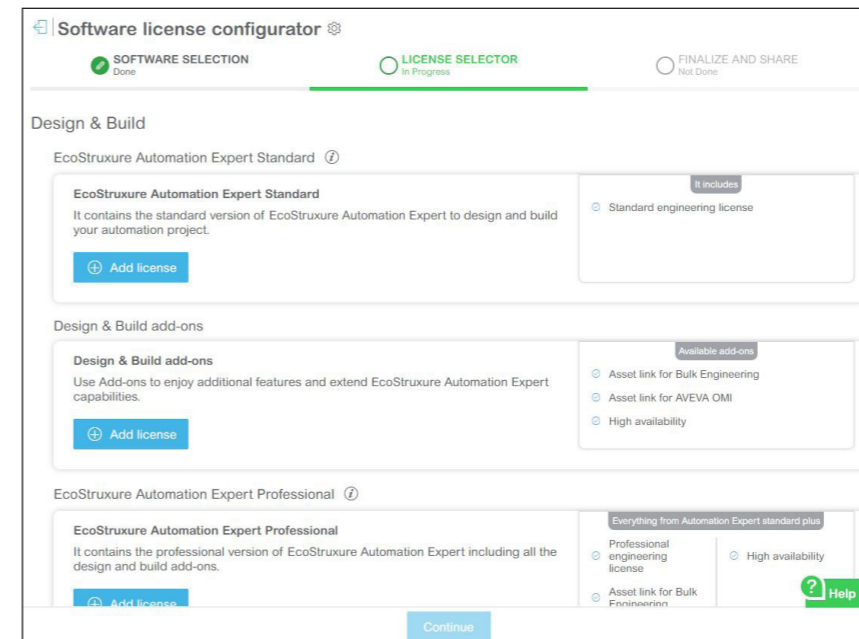 Software license configurator
SOFTWARE SELECTION
Done
LICENSE SELECTOR
In Progress
FINALIZE AND SHARE
Not Done
Design & Build
EcoStruxure Automation Expert Standard
EcoStruxure Automation Expert Standard
It contains the standard version of EcoStruxure Automation Expert to design and build
your automation project.
Add license
It includes
Standard engineering license
Design & Build add-ons
Design & Build add-ons
Use Add-ons to enjoy additional features and extend EcoStruxure Automation Expert
capabilities.
Add license
Available add-ons
Asset link for Bulk Engineering
Asset link for AVEVA OMI
High availability
EcoStruxure Automation Expert Professional
EcoStruxure Automation Expert Professional
It contains the professional version of EcoStruxure Automation Expert including all the
design and build add-ons.
Add license
Everything from Automation Expert standard plus
Professional
engineering
license
Asset link for Bulk
Engineering
High availability
Help
Continue